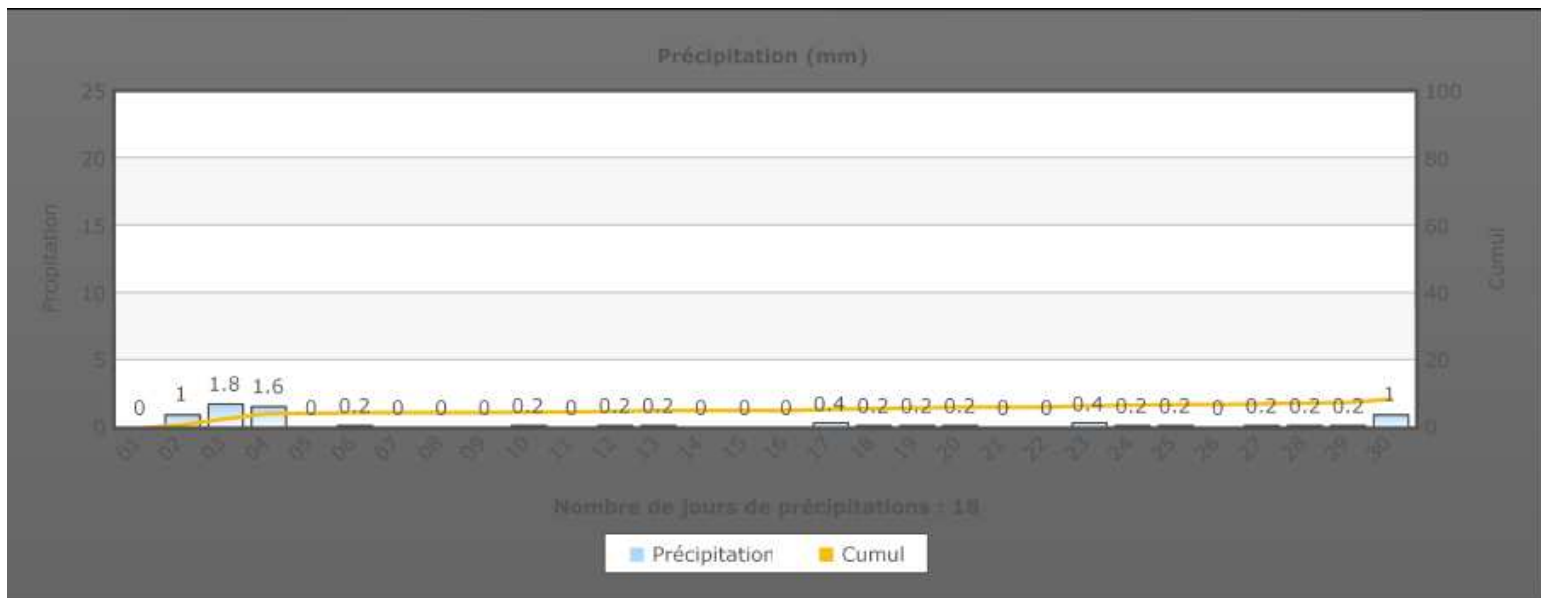 Précipitation (mm)
25
100
20
80
15
60
10
40
5
20
0
0
Prcipitation
Cumul
0 1 1.8 1.6 0 0.2 0 0 0 0.2 0 0.2 0.2 0 0 0 0.4 0.2 0.2 0.2 0 0 0.4 0.2 0.2 0 0.2 0.2 0.2 1
01 02 03 04 05 06 07 08 09 10 11 12 13 14 15 16 17 18 19 20 21 22 23 24 25 26 27 28 29 30
Nombre de jours de précipitations : 18
Précipitation Cumul